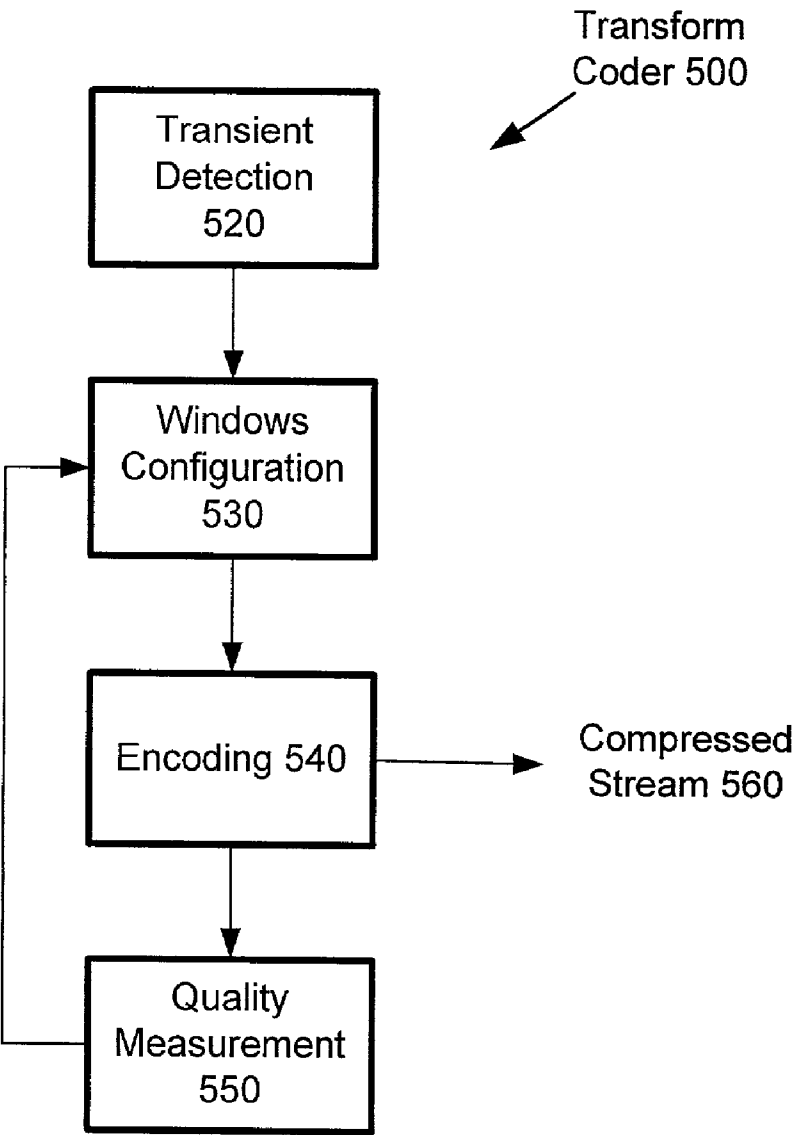 Transform
Coder 500
Transient
Detection
520
Windows
Configuration
530
Encoding 540
Compressed
Stream 560
Quality
Measurement
550